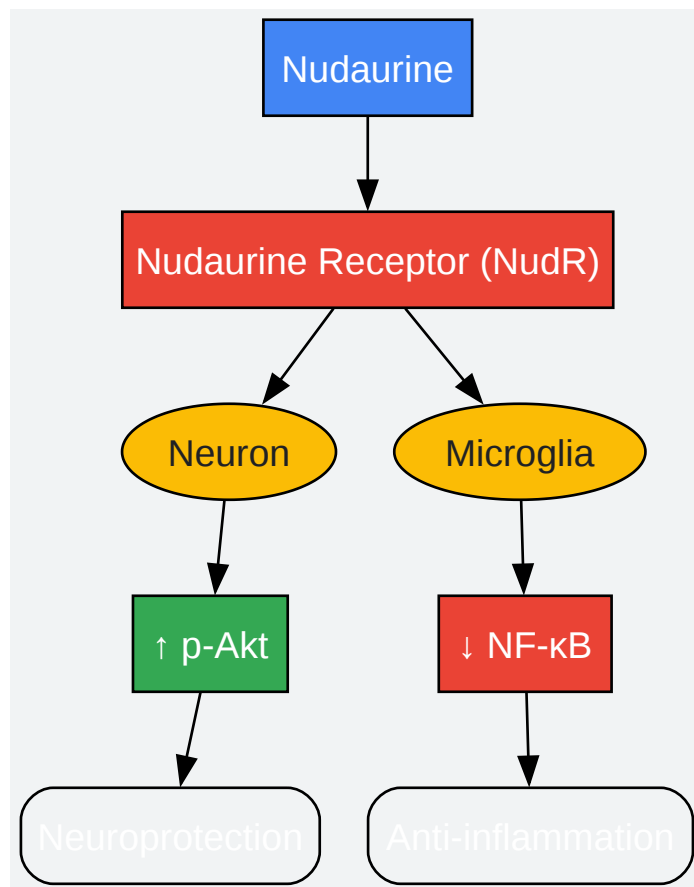 Nudaurine
Nudaurine Receptor (NudR)
Neuron
Microglia
↑ p-Akt
↓ NF-κB
Neuroprotection
Anti-inflammation